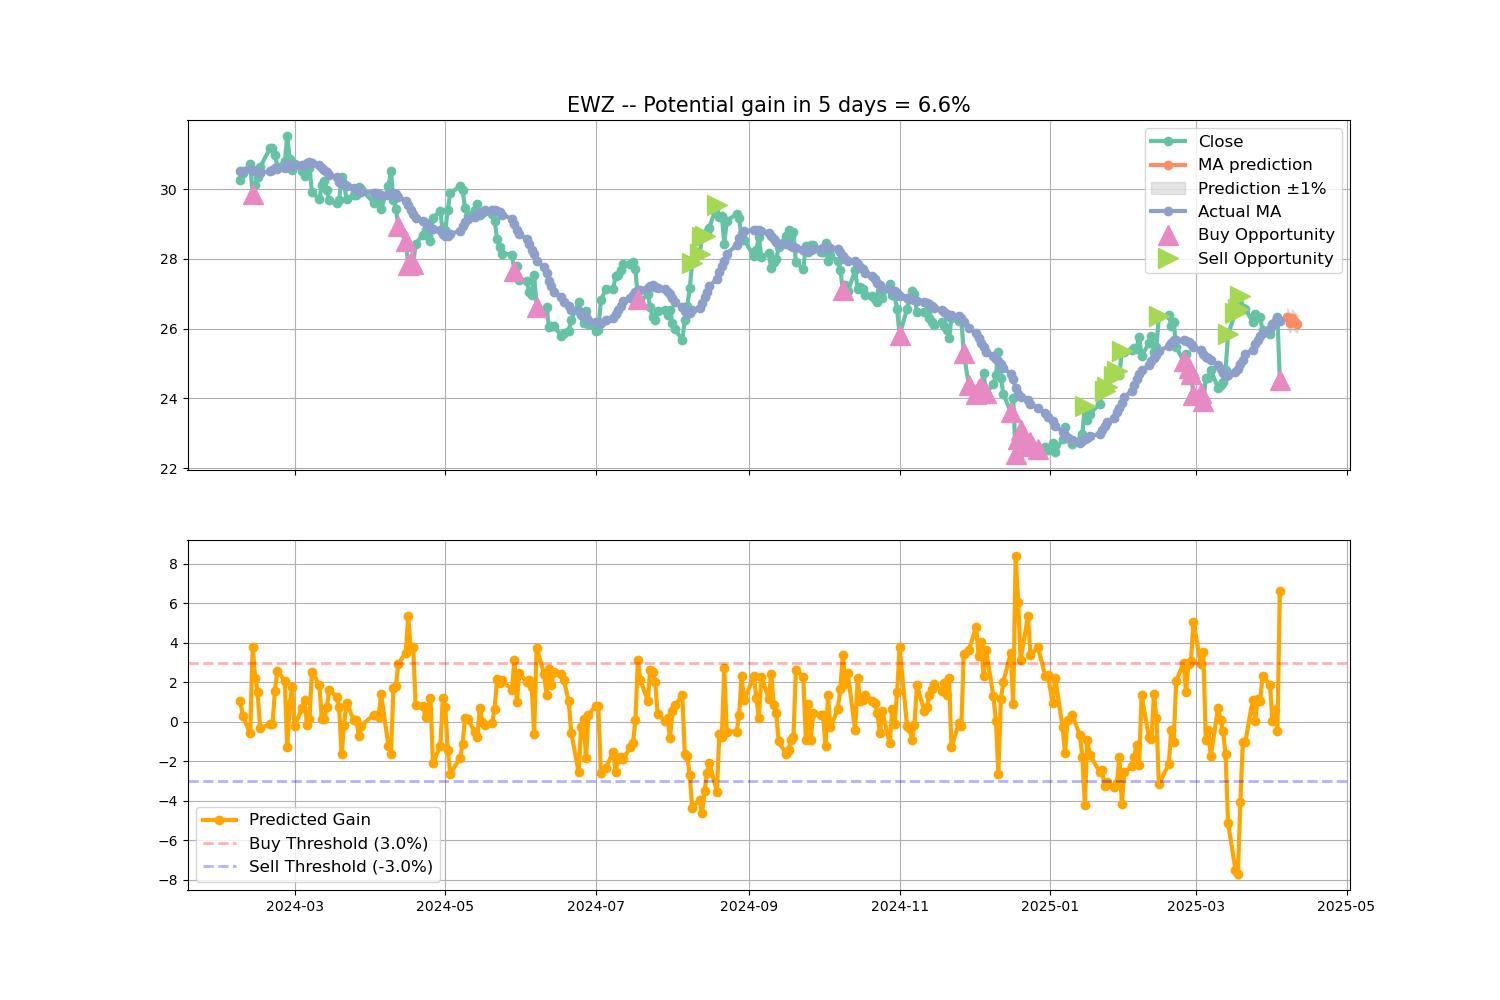 EWZ -- Potential gain in 5 days = 6.6%
30
28
26
24
22
Close
MA prediction
Prediction ±1%
Actual MA
Buy Opportunity
Sell Opportunity
8
6
4
2
0
−2
−4
−6
−8
Predicted Gain
Buy Threshold (3.0%)
Sell Threshold (-3.0%)
2024-03
2024-05
2024-07
2024-09
2024-11
2025-01
2025-03
2025-05